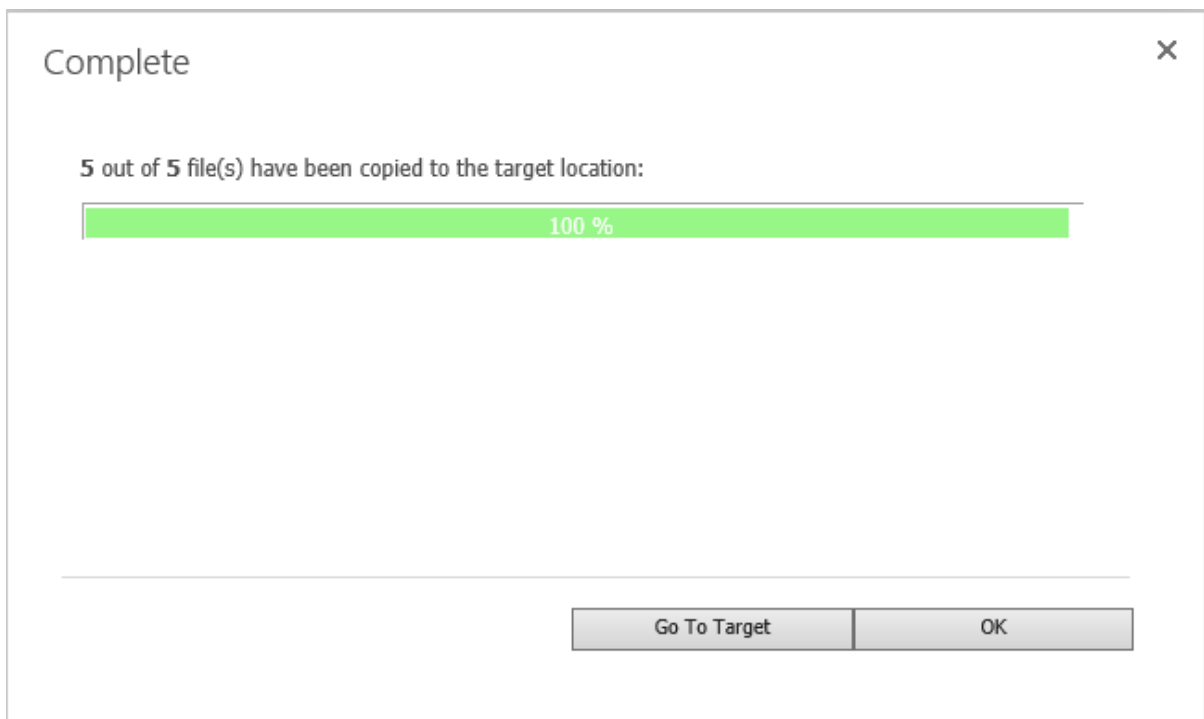 Complete
5 out of 5 file(s) have been copied to the target location:
100 %
Go To Target
OK